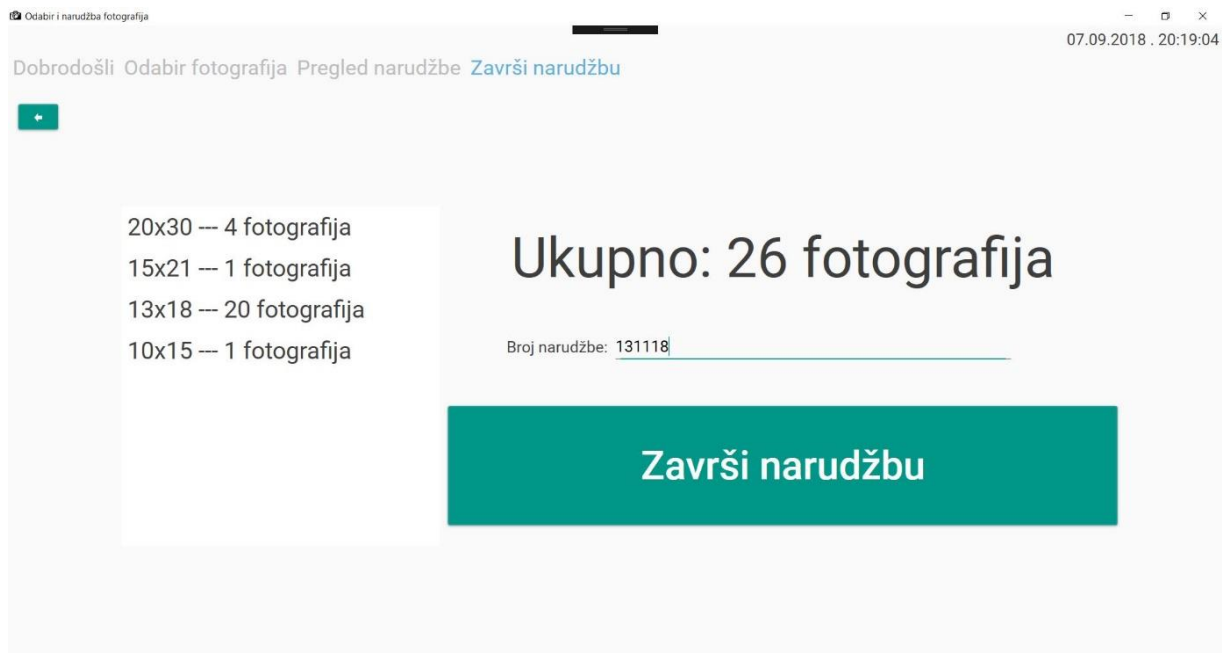 Odabir i narudžba fotografija
07.09.2018 . 20:19:04
Dobrodošli Odabir fotografija Pregled narudžbe Završi narudžbu
20x30 --- 4 fotografija
15x21 --- 1 fotografija
13x18 --- 20 fotografija
10x15 --- 1 fotografija
Ukupno: 26 fotografija
Broj narudžbe: 131118
Završi narudžbu